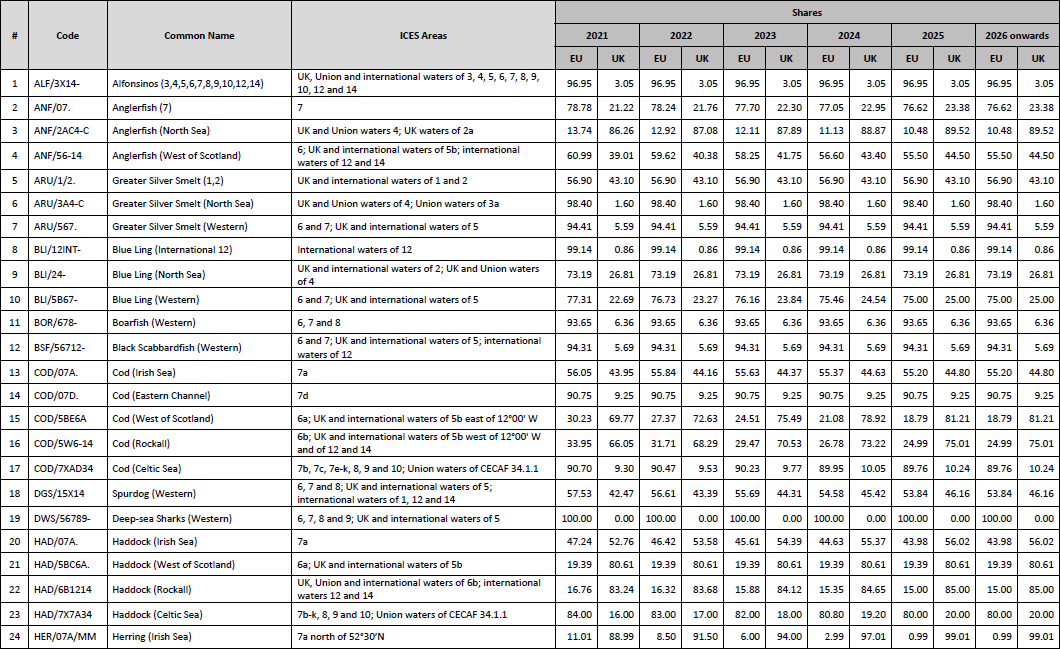 Shares
# Code Common Name ICES Areas 2021 2022 2023 2024 2025 2026 onwards
EU UK EU UK EU UK EU UK EU UK EU UK
1 ALF/3X14- Alfonsinos (3,4,5,6,7,8,9,10,12,14) UK, Union and international waters of 3, 4, 5, 6, 7, 8, 9, 96.95 3.05 96.95 3.05 96.95 3.05 96.95 3.05 96.95 3.05 96.95 3.05
10, 12 and 14
2 ANF/07. Anglerfish (7) 7 78.78 21.22 78.24 21.76 77.70 22.30 77.05 22.95 76.62 23.38 76.62 23.38
3 ANF/2AC4-C Anglerfish (North Sea) UK and Union waters 4; UK waters of 2a 13.74 86.26 12.92 87.08 12.11 87.89 11.13 88.87 10.48 89.52 10.48 89.52
4 ANF/56-14 Anglerfish (West of Scotland) 6; UK and international waters of 5b; international 60.99 39.01 59.62 40.38 58.25 41.75 56.60 43.40 55.50 44.50 55.50 44.50
waters of 12 and 14
5 ARU/1/2. Greater Silver Smelt (1,2) UK and international waters of 1 and 2 56.90 43.10 56.90 43.10 56.90 43.10 56.90 43.10 56.90 43.10 56.90 43.10
6 ARU/3A4-C Greater Silver Smelt (North Sea) UK and Union waters of 4; Union waters of 3a 98.40 1.60 98.40 1.60 98.40 1.60 98.40 1.60 98.40 1.60 98.40 1.60
7 ARU/567. Greater Silver Smelt (Western) 6 and 7; UK and international waters of 5 94.41 5.59 94.41 5.59 94.41 5.59 94.41 5.59 94.41 5.59 94.41 5.59
8 BLI/12INT- Blue Ling (International 12) International waters of 12 99.14 0.86 99.14 0.86 99.14 0.86 99.14 0.86 99.14 0.86 99.14 0.86
9 BLI/24- Blue Ling (North Sea) UK and international waters of 2; UK and Union waters 73.19 26.81 73.19 26.81 73.19 26.81 73.19 26.81 73.19 26.81 73.19 26.81
of 4
10 BLI/5B67- Blue Ling (Western) 6 and 7; UK and international waters of 5 77.31 22.69 76.73 23.27 76.16 23.84 75.46 24.54 75.00 25.00 75.00 25.00
11 BOR/678- Boarfish (Western) 6, 7 and 8 93.65 6.36 93.65 6.36 93.65 6.36 93.65 6.36 93.65 6.36 93.65 6.36
12 BSF/56712- Black Scabbardfish (Western) 6 and 7; UK and international waters of 5; international 94.31 5.69 94.31 5.69 94.31 5.69 94.31 5.69 94.31 5.69 94.31 5.69
waters of 12
13 COD/07A. Cod (Irish Sea) 7a 56.05 43.95 55.84 44.16 55.63 44.37 55.37 44.63 55.20 44.80 55.20 44.80
14 COD/07D. Cod (Eastern Channel) 7d 90.75 9.25 90.75 9.25 90.75 9.25 90.75 9.25 90.75 9.25 90.75 9.25
15 COD/5BE6A Cod (West of Scotland) 6a; UK and international waters of 5b east of 12°00' W 30.23 69.77 27.37 72.63 24.51 75.49 21.08 78.92 18.79 81.21 18.79 81.21
16 COD/5W6-14 Cod (Rockall) 6b; UK and international waters of 5b west of 12°00' W 33.95 66.05 31.71 68.29 29.47 70.53 26.78 73.22 24.99 75.01 24.99 75.01
and of 12 and 14
17 COD/7XAD34 Cod (Celtic Sea) 7b, 7c, 7e-k, 8, 9 and 10; Union waters of CECAF 34.1.1 90.70 9.30 90.47 9.53 90.23 9.77 89.95 10.05 89.76 10.24 89.76 10.24
18 DGS/15X14 Spurdog (Western) 6, 7 and 8; UK and international waters of 5; 57.53 42.47 56.61 43.39 55.69 44.31 54.58 45.42 53.84 46.16 53.84 46.16
international waters of 1, 12 and 14
19 DWS/56789- Deep-sea Sharks (Western) 6, 7, 8 and 9; UK and international waters of 5 100.00 0.00 100.00 0.00 100.00 0.00 100.00 0.00 100.00 0.00 100.00 0.00
20 HAD/07A. Haddock (Irish Sea) 7a 47.24 52.76 46.42 53.58 45.61 54.39 44.63 55.37 43.98 56.02 43.98 56.02
21 HAD/5BC6A. Haddock (West of Scotland) 6a; UK and international waters of 5b 19.39 80.61 19.39 80.61 19.39 80.61 19.39 80.61 19.39 80.61 19.39 80.61
22 HAD/6B1214 Haddock (Rockall) UK, Union and international waters of 6b; international 16.76 83.24 16.32 83.68 15.88 84.12 15.35 84.65 15.00 85.00 15.00 85.00
waters 12 and 14
23 HAD/7X7A34 Haddock (Celtic Sea) 7b-k, 8, 9 and 10; Union waters of CECAF 34.1.1 84.00 16.00 83.00 17.00 82.00 18.00 80.80 19.20 80.00 20.00 80.00 20.00
24 HER/07A/MM Herring (Irish Sea) 7a north of 52°30'N 11.01 88.99 8.50 91.50 6.00 94.00 2.99 97.01 0.99 99.01 0.99 99.01